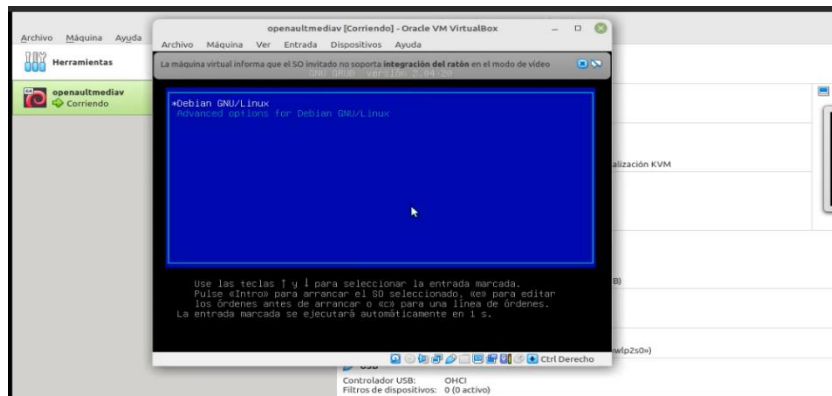 Archivo Máquina Ayuda
Herramientas
openaultmediav
Corriendo
openaultmediav [Corriendo] - Oracle VM VirtualBox
Archivo Máquina Ver Entrada Dispositivos Ayuda
La máquina virtual informa que el SO invitado no soporta integración del ratón en el modo de video
GNU GRUB versión 2.04-20
*Debian GNU/Linux
Advanced options for Debian GNU/Linux
Use las teclas ↑ y ↓ para seleccionar la entrada marcada.
Pulse «Intro» para arrancar el SO seleccionado, «e» para editar
los órdenes antes de arrancar o «c» para una línea de órdenes.
La entrada marcada se ejecutará automáticamente en 1 s.
Ctrl Derecho
alización KVM
B)
wlp2s0»)
USB
Controlador USB: OHCI
Filtros de dispositivos: 0 (0 activo)